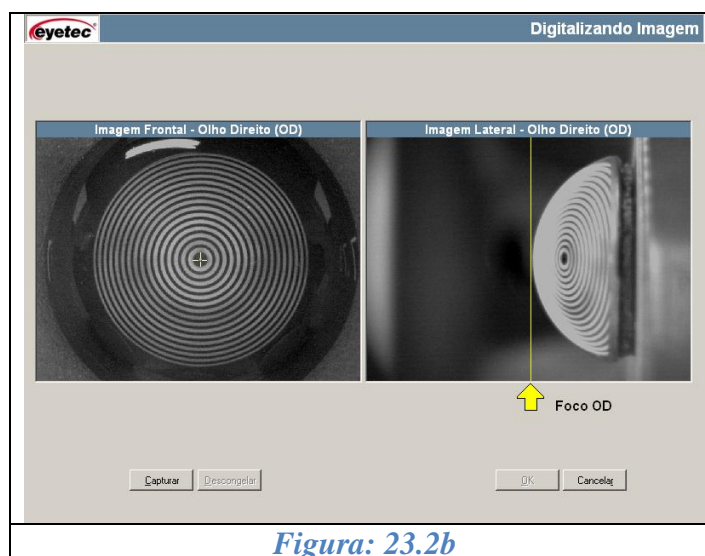 eyetec
Digitalizando Imagem
Imagem Frontal - Olho Direito (OD)
Imagem Lateral - Olho Direito (OD)
Foco OD
Capturar
Descongelar
OK
Cancelar
Figura: 23.2b